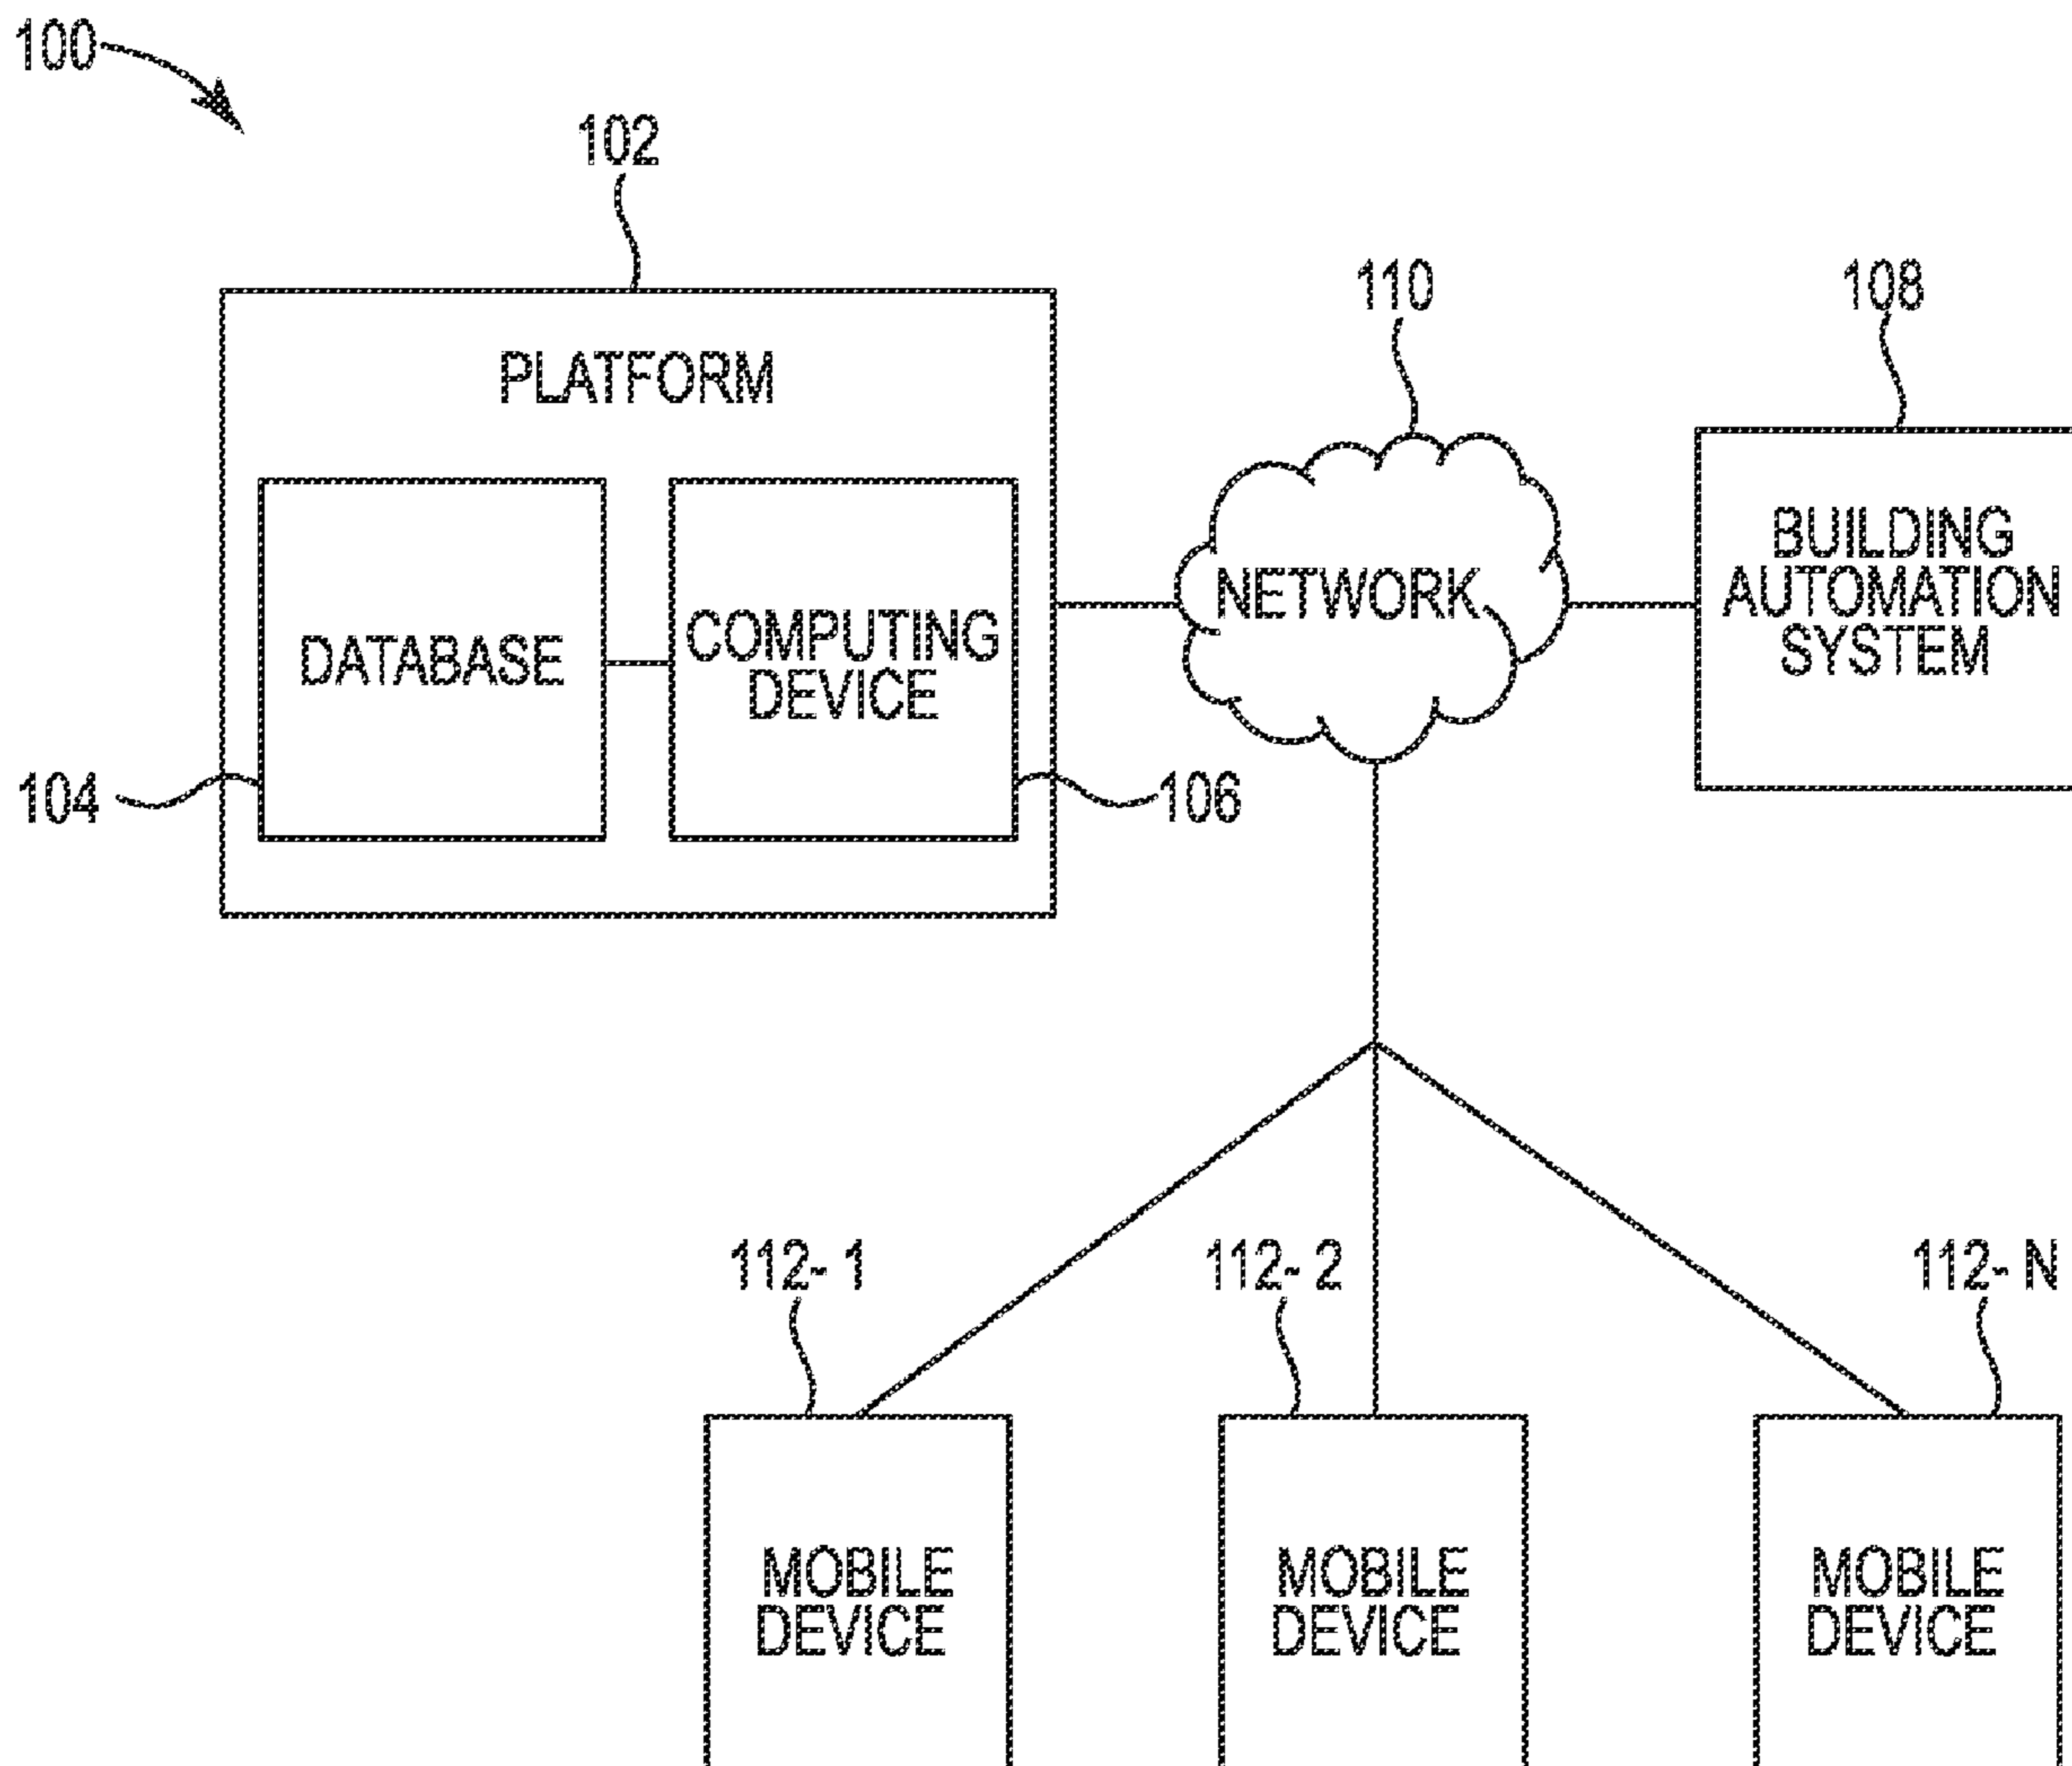 100
102
110
108
PLATFORM
DATABASE
COMPUTING
DEVICE
NETWORK
BUILDING
AUTOMATION
SYSTEM
104
106
112- 1
112- 2
112- N
MOBILE
DEVICE
MOBILE
DEVICE
MOBILE
DEVICE